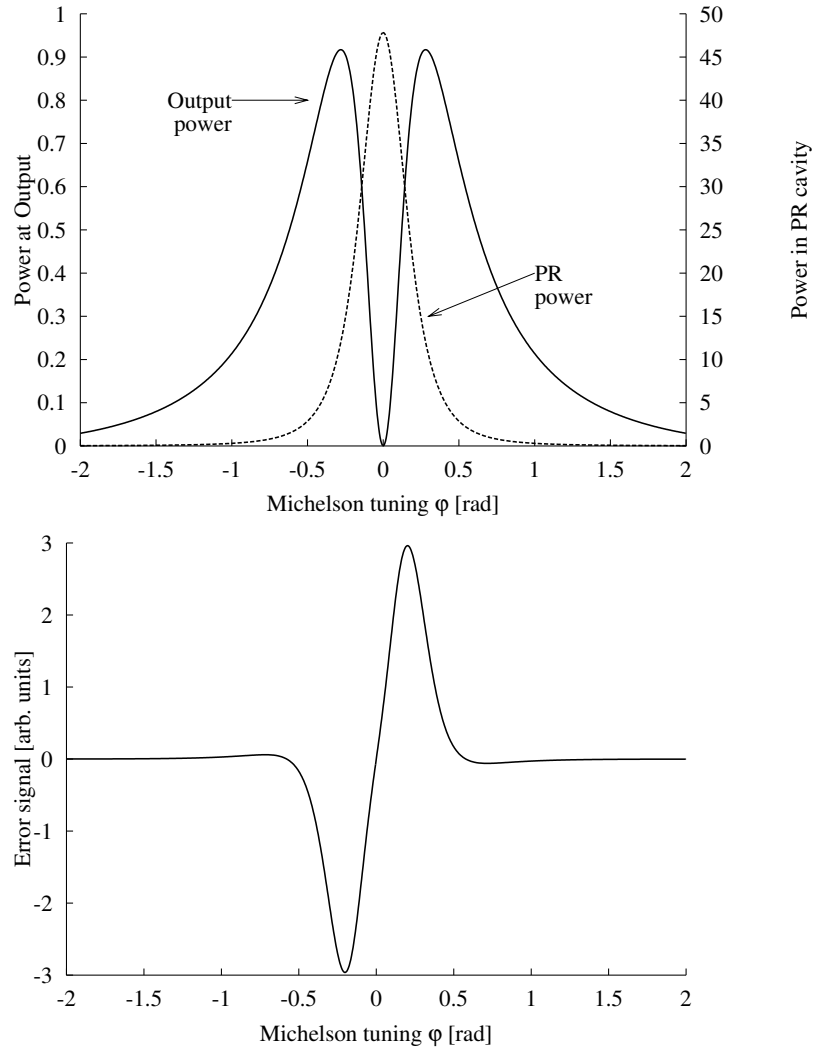 1
0.9
0.8
0.7
0.6
0.5
0.4
0.3
0.2
0.1
0
Power at Output
50
45
40
35
30
25
20
15
10
5
0
Power in PR cavity
Output
power
PR
power
-2 -1.5 -1 -0.5 0 0.5 1 1.5 2
Michelson tuning φ [rad]
3
2
1
0
-1
-2
-3
Error signal [arb. units]
-2 -1.5 -1 -0.5 0 0.5 1 1.5 2
Michelson tuning φ [rad]